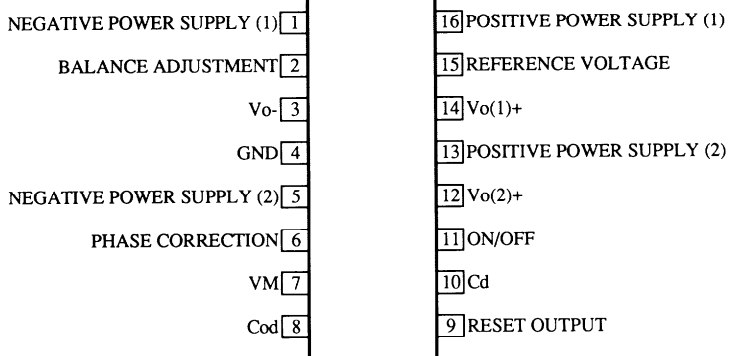 NEGATIVE POWER SUPPLY (1) 1
BALANCE ADJUSTMENT 2
Vo- 3
GND 4
NEGATIVE POWER SUPPLY (2) 5
PHASE CORRECTION 6
VM 7
Cod 8
16 POSITIVE POWER SUPPLY (1)
15 REFERENCE VOLTAGE
14 Vo(1)+
13 POSITIVE POWER SUPPLY (2)
12 Vo(2)+
11 ON/OFF
10 Cd
9 RESET OUTPUT